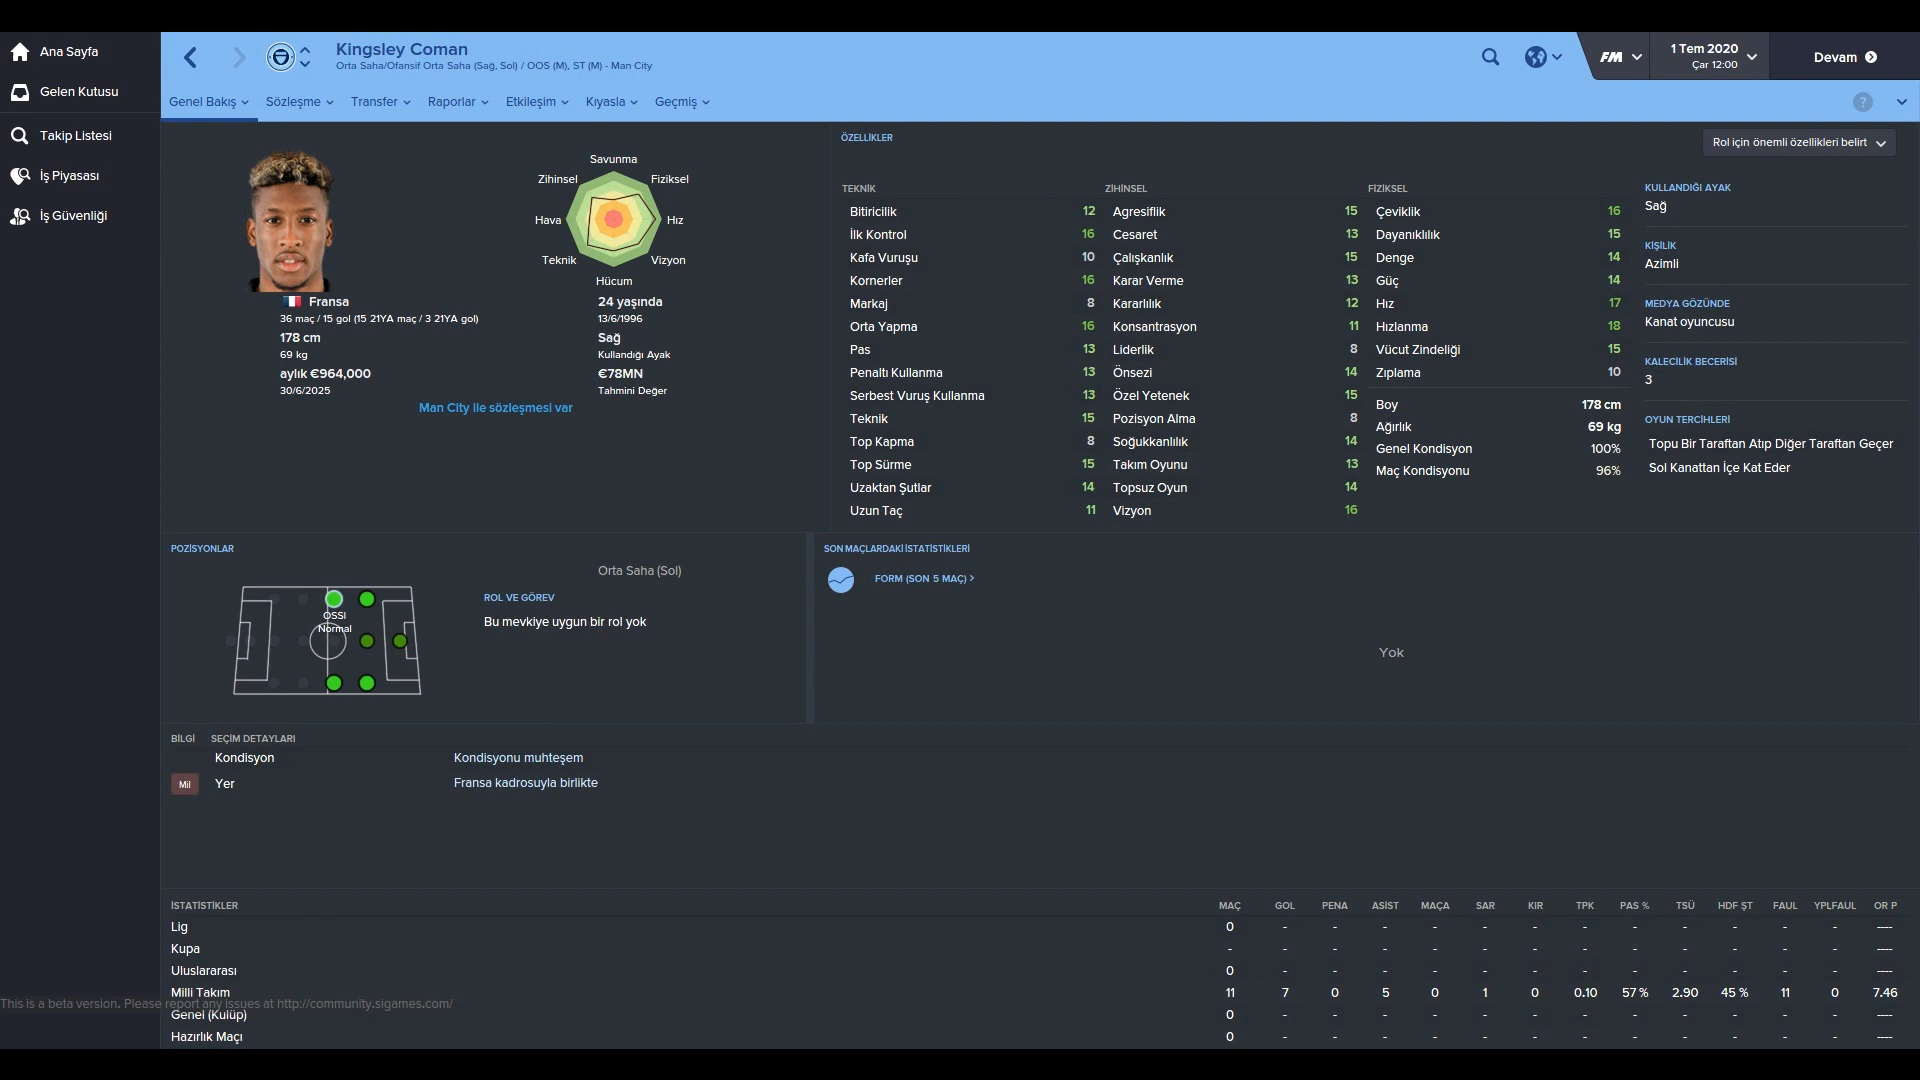 Ana Sayfa
Gelen Kutusu
Takip Listesi
İş Piyasası
İş Güvenliği
Kingsley Coman
Orta Saha/Ofansif Orta Saha (Sağ, Sol) / OOS (M), ST (M) - Man City
FM
1 Tem 2020
Çar 12:00
Devam
Genel Bakış Sözleşme Transfer Raporlar Etkileşim Kıyasla Geçmiş
?
Savunma
Zihinsel Fiziksel
Hava Hız
Teknik Vizyon
Hücum
Fransa
36 maç / 15 gol (15 21YA maç / 3 21YA gol)
178 cm
69 kg
aylık €964,000
30/6/2025
24 yaşında
13/6/1996
Sağ
Kullandığı Ayak
€78MN
Tahmini Değer
Man City ile sözleşmesi var
ÖZELLİKLER
Rol için önemli özellikleri belirt
TEKNİK
Bitiricilik 12
İlk Kontrol 16
Kafa Vuruşu 10
Kornerler 16
Markaj 8
Orta Yapma 16
Pas 13
Penaltı Kullanma 13
Serbest Vuruş Kullanma 13
Teknik 15
Top Kapma 8
Top Sürme 15
Uzaktan Şutlar 14
Uzun Taç 11
ZİHİNSEL
Agresiflik 15
Cesaret 13
Çalışkanlık 15
Karar Verme 13
Kararlılık 12
Konsantrasyon 11
Liderlik 8
Önsezi 14
Özel Yetenek 15
Pozisyon Alma 8
Soğukkanlılık 14
Takım Oyunu 13
Topsuz Oyun 14
Vizyon 16
FİZİKSEL
Çeviklik 16
Dayanıklılık 15
Denge 14
Güç 14
Hız 17
Hızlanma 18
Vücut Zindeliği 15
Zıplama 10
Boy 178 cm
Ağırlık 69 kg
Genel Kondisyon 100%
Maç Kondisyonu 96%
KULLANDIĞI AYAK
Sağ
KİŞİLİK
Azimli
MEDYA GÖZÜNDE
Kanat oyuncusu
KALECİLİK BECERİSİ
3
OYUN TERCİHLERİ
Topu Bir Taraftan Atıp Diğer Taraftan Geçer
Sol Kanattan İçe Kat Eder
POZİSYONLAR
OSSl
Normal
Orta Saha (Sol)
ROL VE GÖREV
Bu mevkiye uygun bir rol yok
SON MAÇLARDAKİ İSTATİSTİKLERİ
FORM (SON 5 MAÇ) >
Yok
BİLGİ SEÇİM DETAYLARI
Kondisyon Kondisyonu muhteşem
Mil Yer Fransa kadrosuyla birlikte
İSTATİSTİKLER MAÇ GOL PENA ASİST MAÇA SAR KIR TPK PAS % TSÜ HDF ŞT FAUL YPLFAUL OR P
Lig 0 - - - - - - - - - - - - ----
Kupa - - - - - - - - - - - - - ----
Uluslararası 0 - - - - - - - - - - - - ----
Milli Takım 11 7 0 5 0 1 0 0.10 57 % 2.90 45 % 11 0 7.46
This is a beta version. Please report any issues at http://community.sigames.com/
Genel (Kulüp) 0 - - - - - - - - - - - - ----
Hazırlık Maçı 0 - - - - - - - - - - - - ----